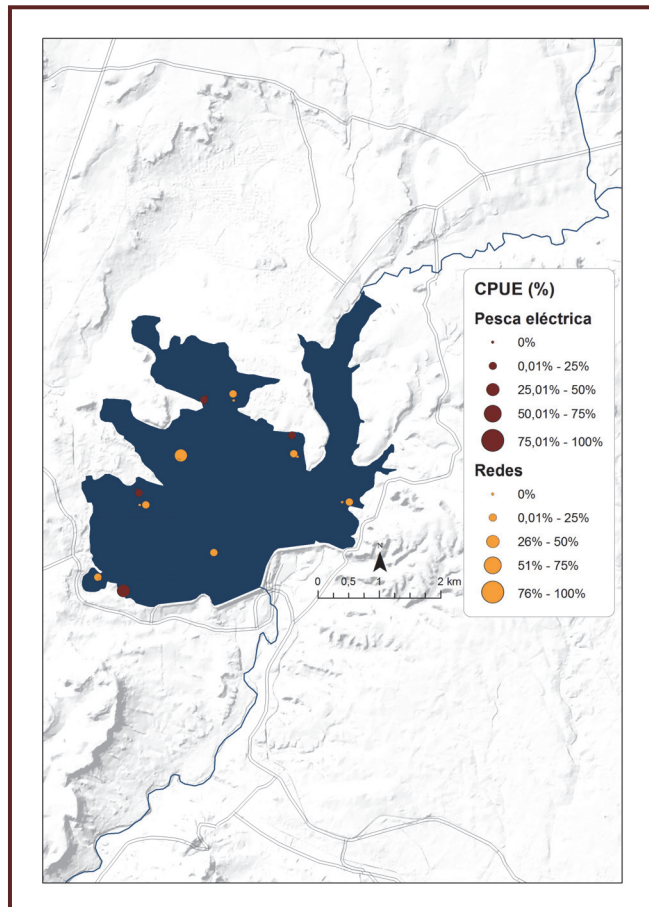 CPUE (%)
Pesca eléctrica
0%
0,01% - 25%
25,01% - 50%
50,01% - 75%
75,01% - 100%
Redes
0%
0,01% - 25%
26% - 50%
51% - 75%
76% - 100%
N
0 0,5 1 2 km